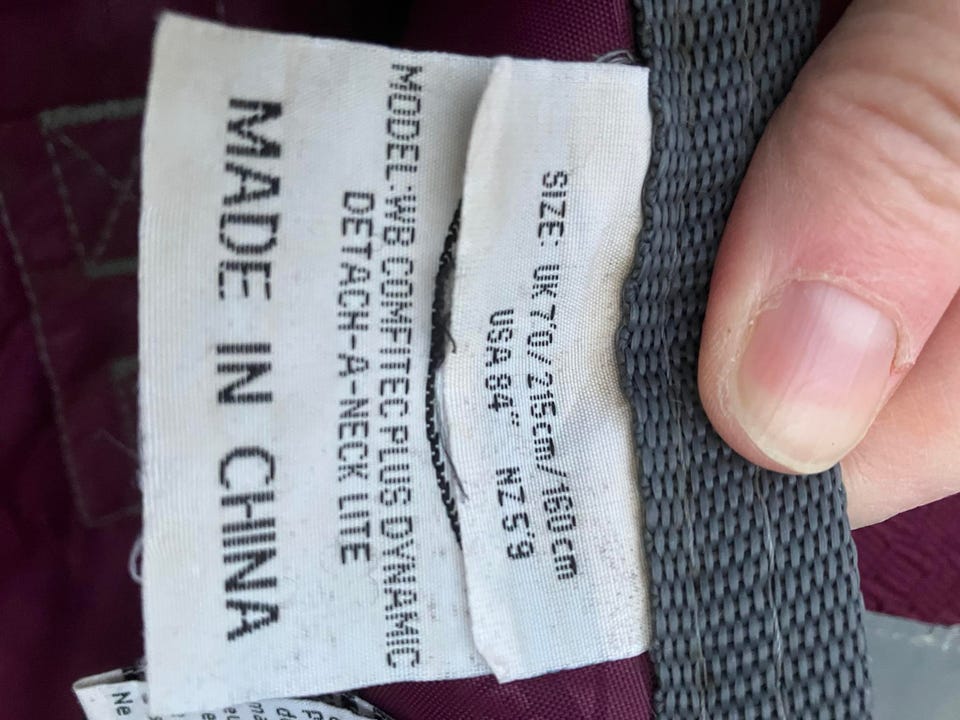 SIZE: UK 7'0/215cm/160cm
USA 84" NZ 5'9
MODEL:WB COMFITEC PLUS DYNAMIC
DETACH-A-NECK LITE
MADE IN CHINA